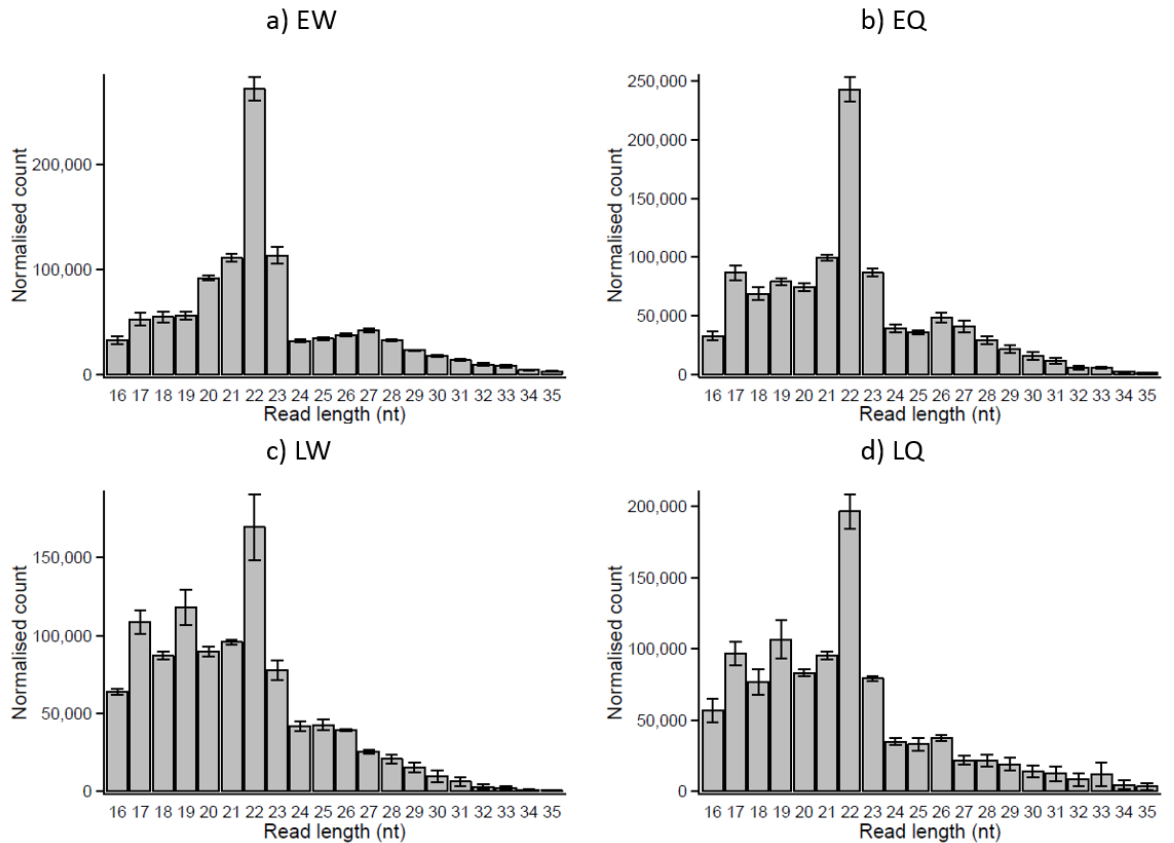 a) EW
b) EQ
Normalised count
200,000
100,000
0
16 17 18 19 20 21 22 23 24 25 26 27 28 29 30 31 32 33 34 35
Read length (nt)
Normalised count
250,000
200,000
150,000
100,000
50,000
0
16 17 18 19 20 21 22 23 24 25 26 27 28 29 30 31 32 33 34 35
Read length (nt)
c) LW
d) LQ
Normalised count
150,000
100,000
50,000
0
16 17 18 19 20 21 22 23 24 25 26 27 28 29 30 31 32 33 34 35
Read length (nt)
Normalised count
200,000
150,000
100,000
50,000
0
16 17 18 19 20 21 22 23 24 25 26 27 28 29 30 31 32 33 34 35
Read length (nt)